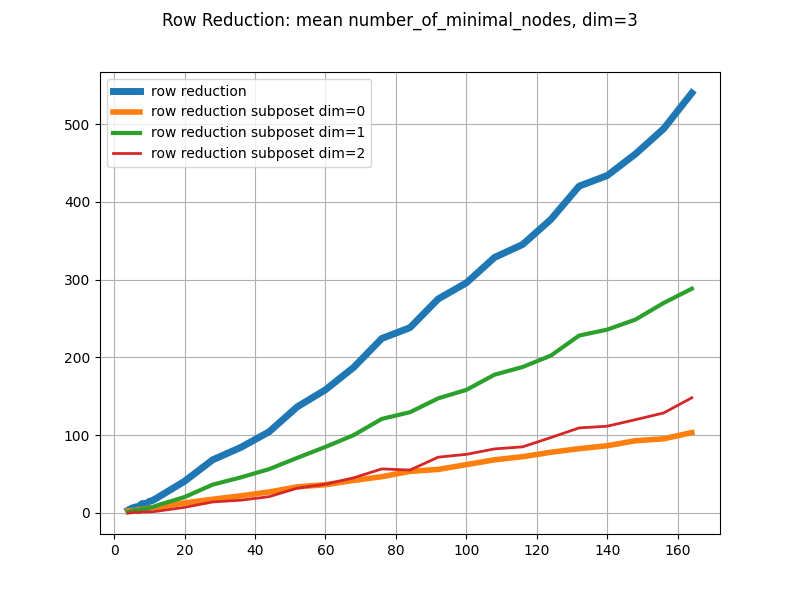 Row Reduction: mean number_of_minimal_nodes, dim=3
row reduction
row reduction subposet dim=0
row reduction subposet dim=1
row reduction subposet dim=2
500
400
300
200
100
0
0 20 40 60 80 100 120 140 160